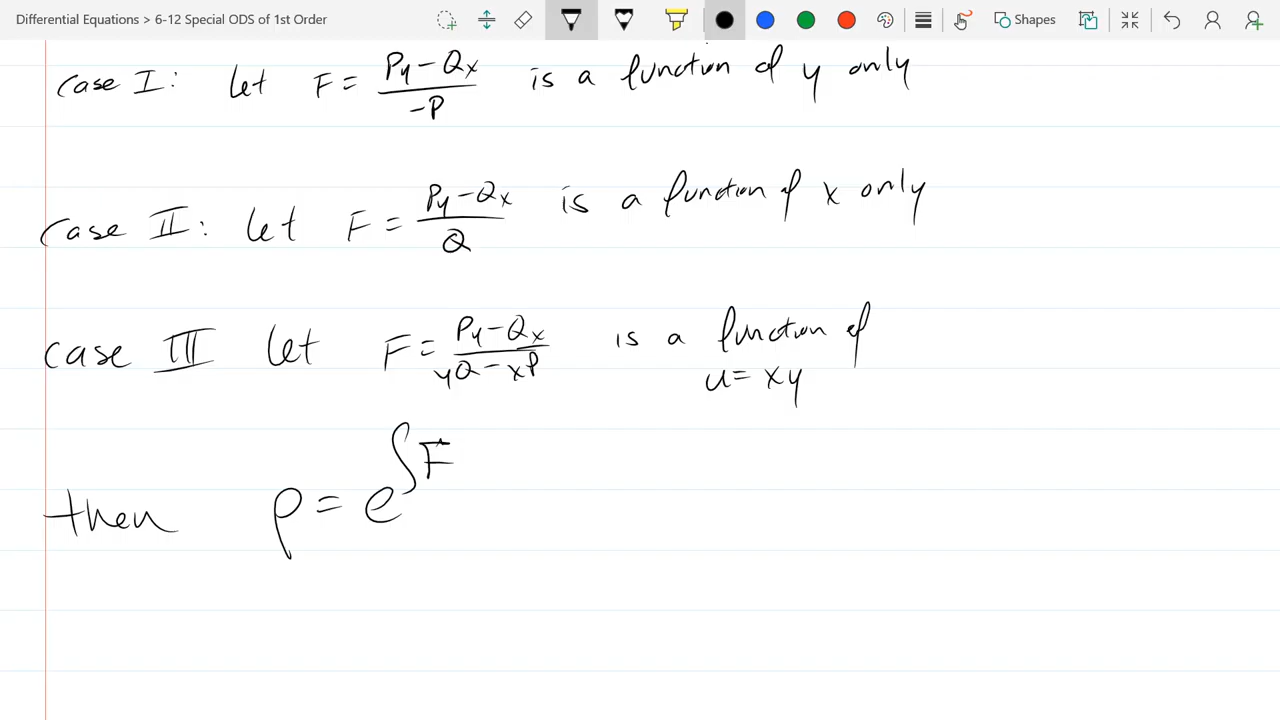 Differential Equations > 6-12 Special ODS of 1st Order
Shapes
case I: let F = (Py - Qx)/(-P) is a function of y only
case II: let F = (Py - Qx)/Q is a function of x only
case III let F = (Py - Qx)/(yQ - xP) is a function of
u = xy
then ρ = e^∫F